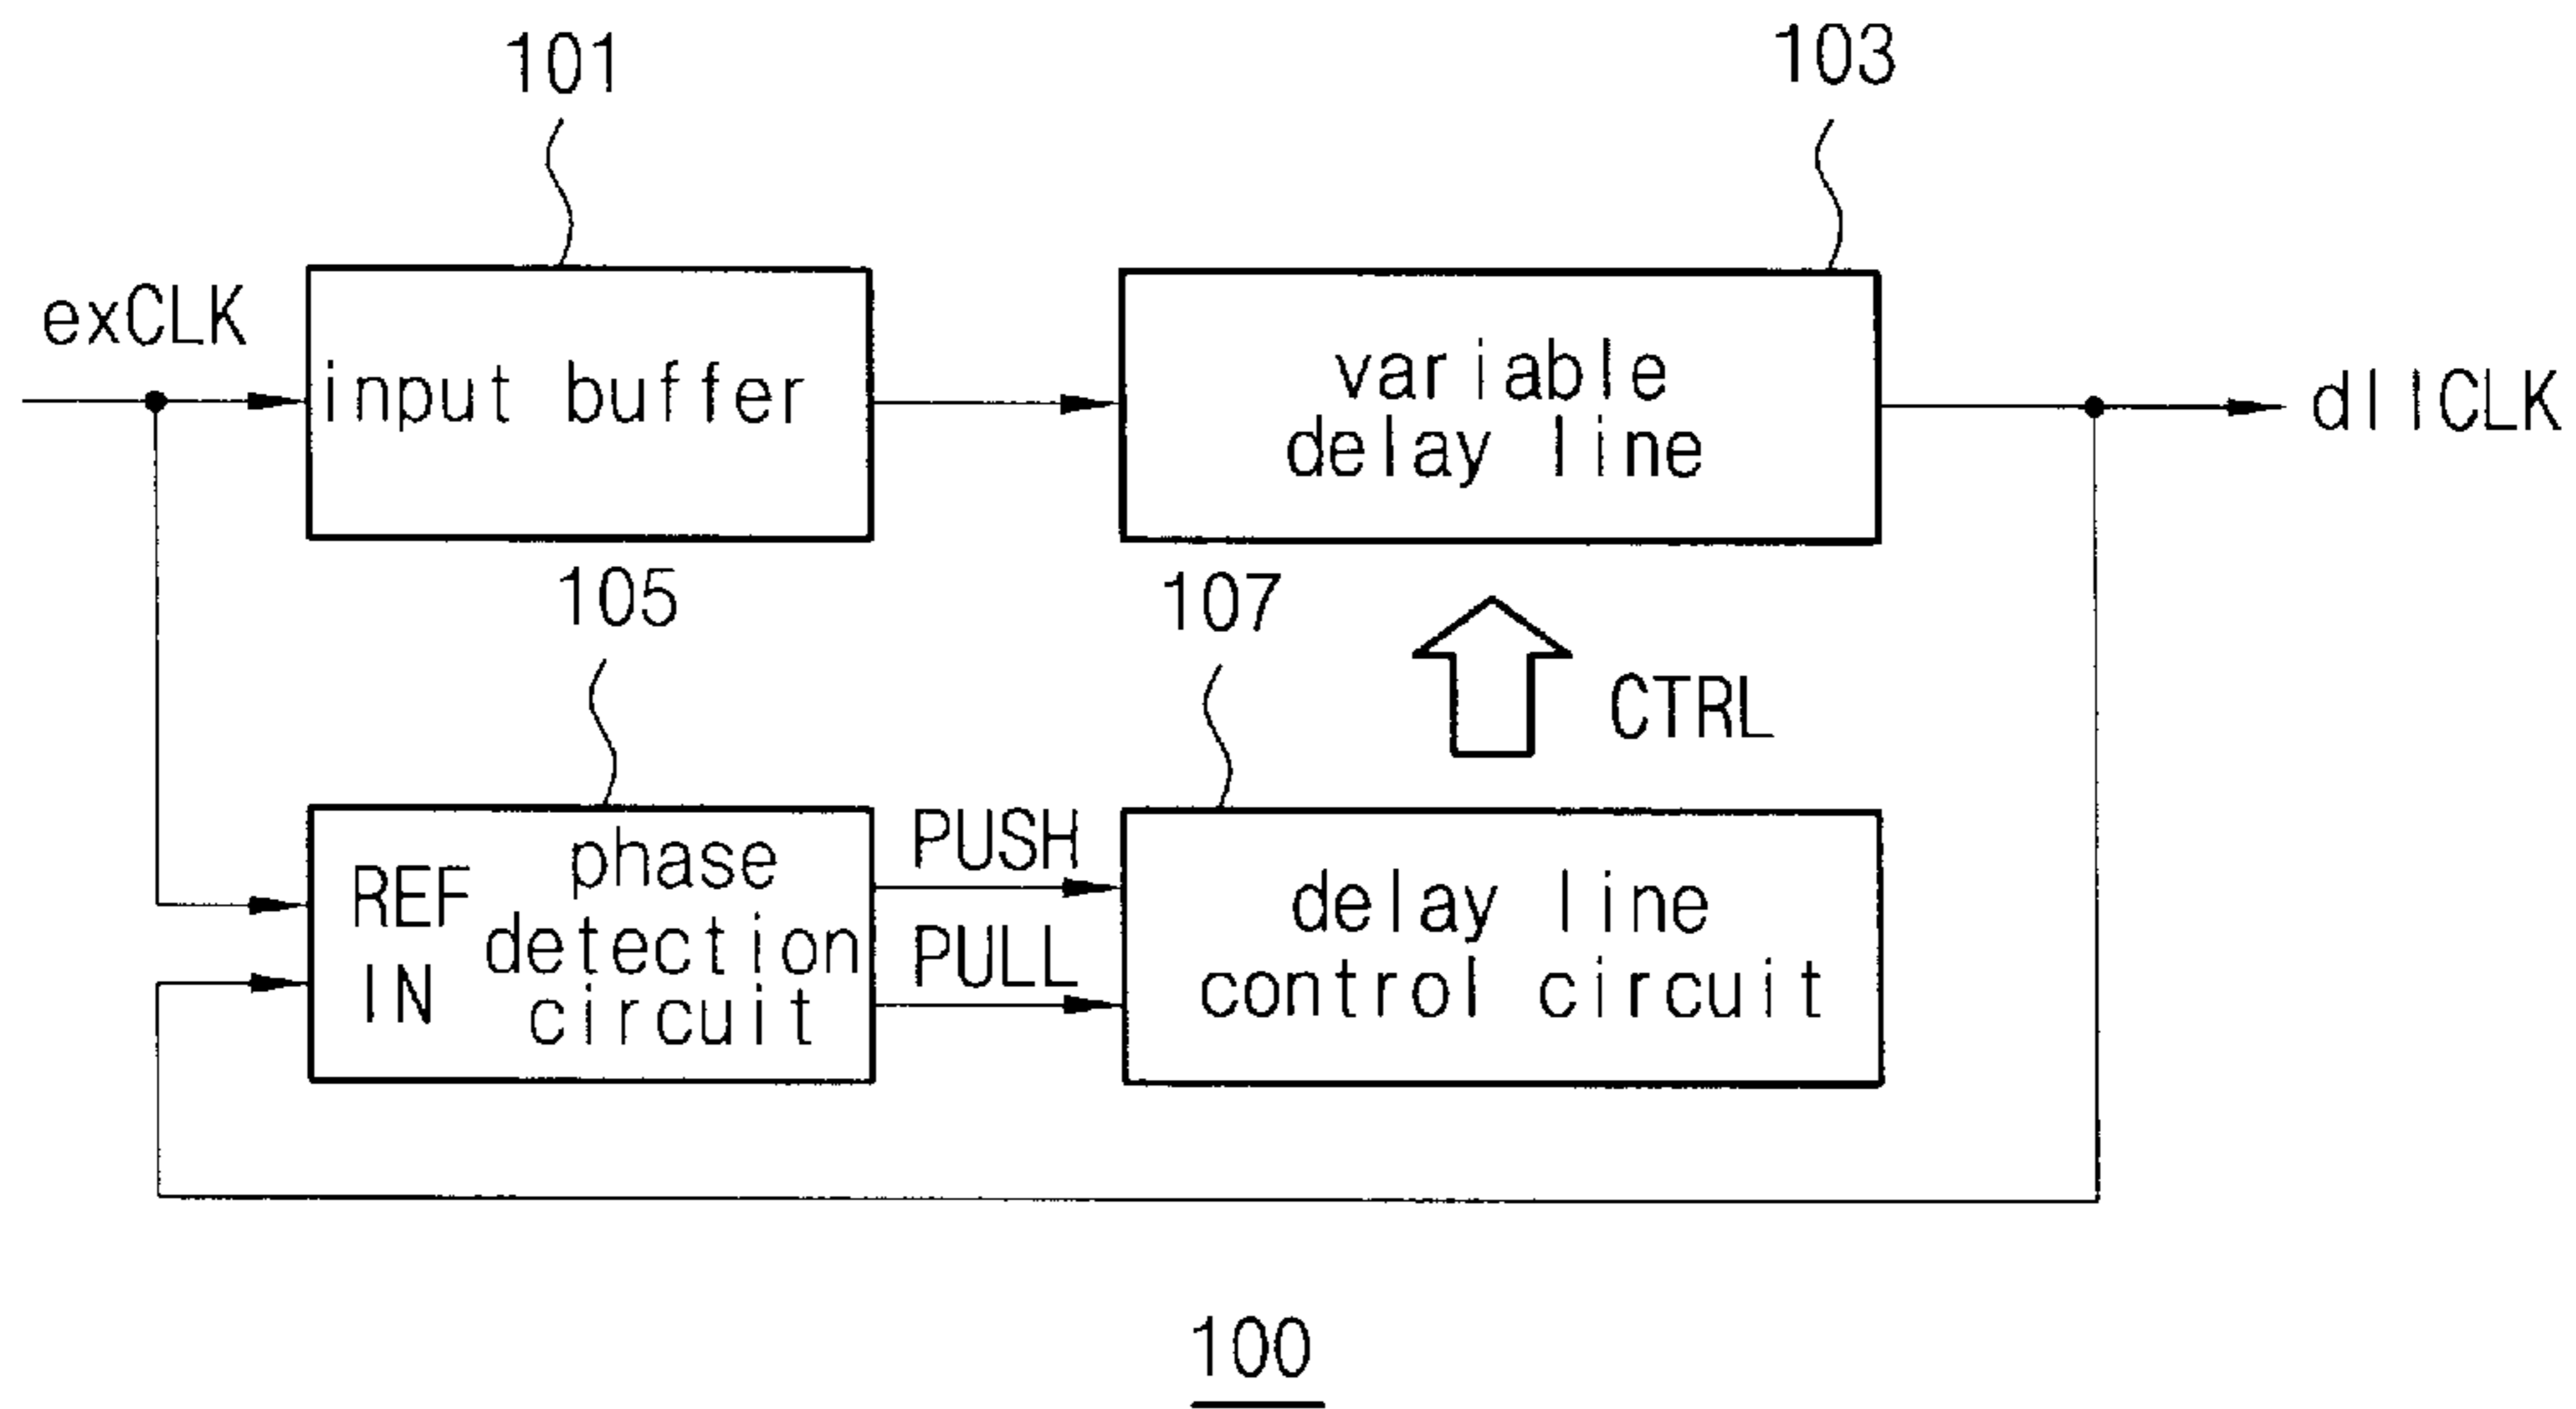 101
103
exCLK
input buffer
variable
delay line
dllCLK
105
107
CTRL
REF
IN
phase
detection
circuit
PUSH
PULL
delay line
control circuit
100